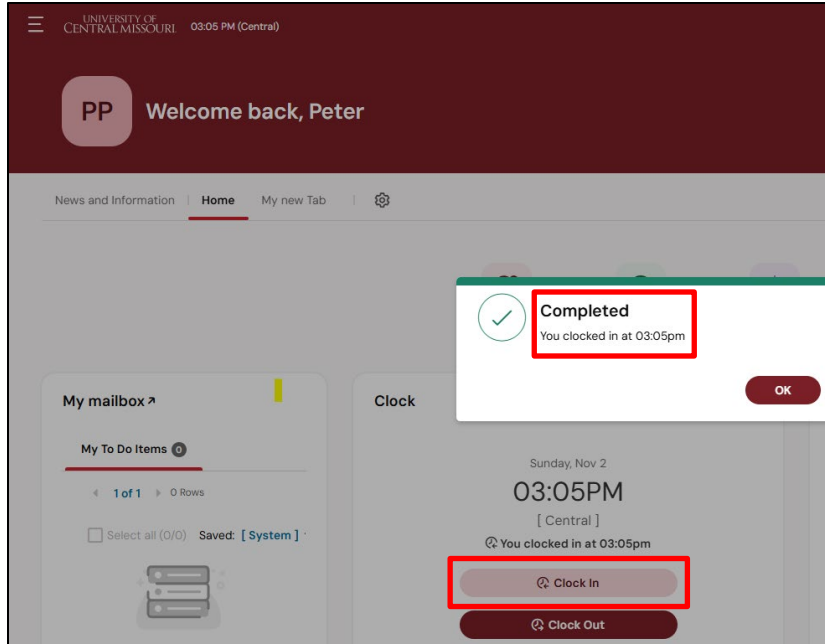 UNIVERSITY OF
CENTRAL MISSOURI
03:05 PM (Central)
PP
Welcome back, Peter
News and Information
Home
My new Tab
Completed
You clocked in at 03:05pm
OK
My mailbox
Clock
My To Do Items 0
1 of 1 0 Rows
Select all (0/0) Saved: [ System ]
Sunday, Nov 2
03:05PM
[ Central ]
You clocked in at 03:05pm
Clock In
Clock Out